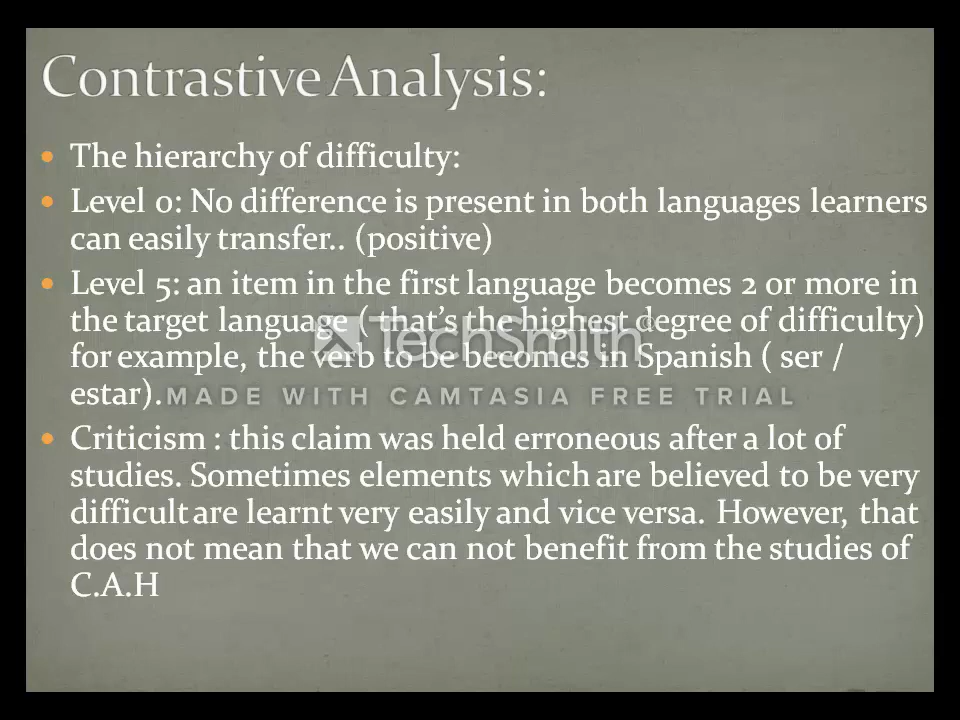 Contrastive Analysis:
• The hierarchy of difficulty:
• Level 0: No difference is present in both languages learners
can easily transfer.. (positive)
• Level 5: an item in the first language becomes 2 or more in
the target language ( that's the highest degree of difficulty)
for example, the verb to be becomes in Spanish ( ser /
estar).
TechSmith®
MADE WITH CAMTASIA FREE TRIAL
• Criticism : this claim was held erroneous after a lot of
studies. Sometimes elements which are believed to be very
difficult are learnt very easily and vice versa. However, that
does not mean that we can not benefit from the studies of
C.A.H